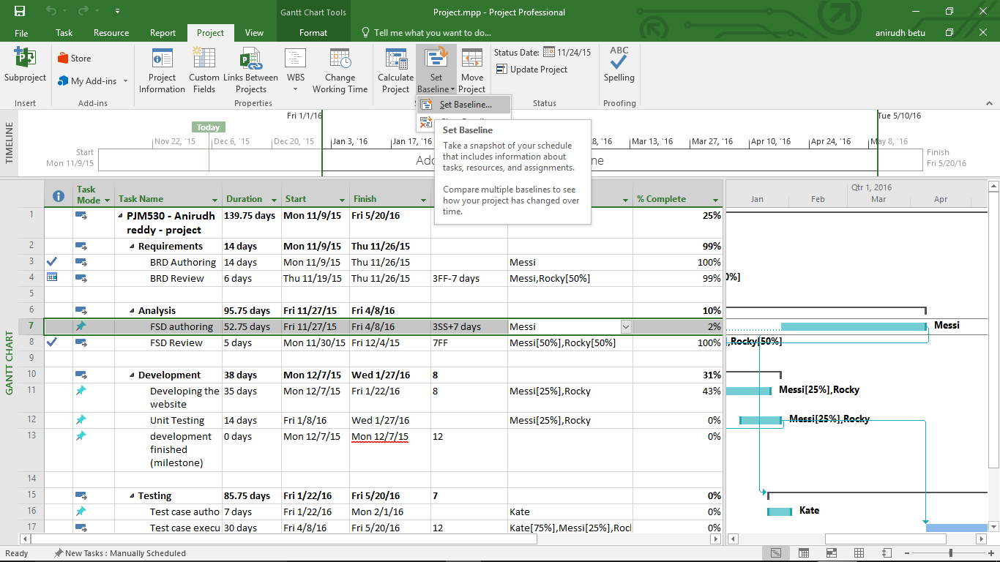 Gantt Chart Tools
Project.mpp - Project Professional
File Task Resource Report Project View Format Tell me what you want to do... anirudh betu
Subproject
Store
My Add-ins
Project Information
Custom Fields
Links Between Projects
WBS
Change Working Time
Calculate Project
Set Baseline
Move Project
Status Date: 11/24/15
Update Project
ABC
Spelling
Insert Add-ins Properties Status Proofing
Set Baseline...
Set Baseline
Take a snapshot of your schedule
that includes information about
tasks, resources, and assignments.
Compare multiple baselines to see
how your project has changed over
time.
TIMELINE
Fri 1/1/16 Tue 5/10/16
Today
Nov 22, '15 Dec 6, '15 Dec 20, '15 Jan 3, '16 Jan 17, '16 Mar 13, '16 Mar 27, '16 Apr 10, '16 Apr 24, '16 May 8, '16
Start
Mon 11/9/15
Finish
Fri 5/20/16
GANTT CHART
Task Mode Task Name Duration Start Finish % Complete
Qtr 1, 2016
Jan Feb Mar Apr
1 PJM530 - Anirudh reddy - project 139.75 days Mon 11/9/15 Fri 5/20/16 25%
2 Requirements 14 days Mon 11/9/15 Thu 11/26/15 99%
3 BRD Authoring 14 days Mon 11/9/15 Thu 11/26/15 Messi 100%
4 BRD Review 6 days Thu 11/19/15 Thu 11/26/15 3FF-7 days Messi,Rocky[50%] 99%
5
6 Analysis 95.75 days Fri 11/27/15 Fri 4/8/16 10%
7 FSD authoring 52.75 days Fri 11/27/15 Fri 4/8/16 3SS+7 days Messi 2% Messi
8 FSD Review 5 days Mon 11/30/15 Fri 12/4/15 7FF Messi[50%],Rocky[50%] 100% ,Rocky[50%]
9
10 Development 38 days Mon 12/7/15 Wed 1/27/16 8 31%
11 Developing the website 35 days Mon 12/7/15 Fri 1/22/16 8 Messi[25%],Rocky 43% Messi[25%],Rocky
12 Unit Testing 14 days Fri 1/8/16 Wed 1/27/16 Messi[25%],Rocky 0% Messi[25%],Rocky
13 development finished (milestone) 0 days Mon 12/7/15 Mon 12/7/15 12 0%
14
15 Testing 85.75 days Fri 1/22/16 Fri 5/20/16 7 0%
16 Test case autho 7 days Fri 1/22/16 Mon 2/1/16 Kate 0% Kate
17 Test case execu 30 days Fri 4/8/16 Fri 5/20/16 12 Kate[75%],Messi[25%],Roc 0%
Ready New Tasks : Manually Scheduled